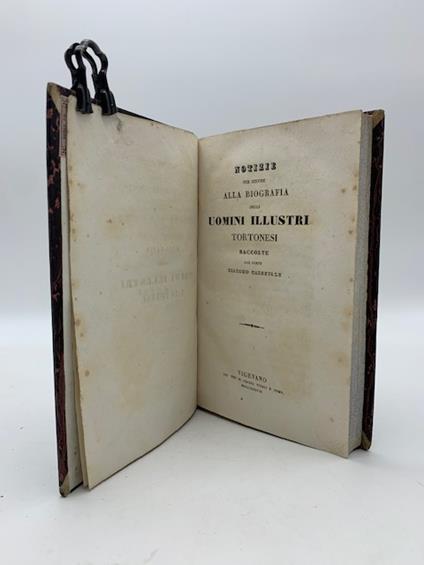 NOTIZIE
PER SERVIRE
ALLA BIOGRAFIA
DEGLI
UOMINI ILLUSTRI
TORTONESI
RACCOLTE
DAL CONTE
GIACOMO CARNEVALE
VIGEVANO